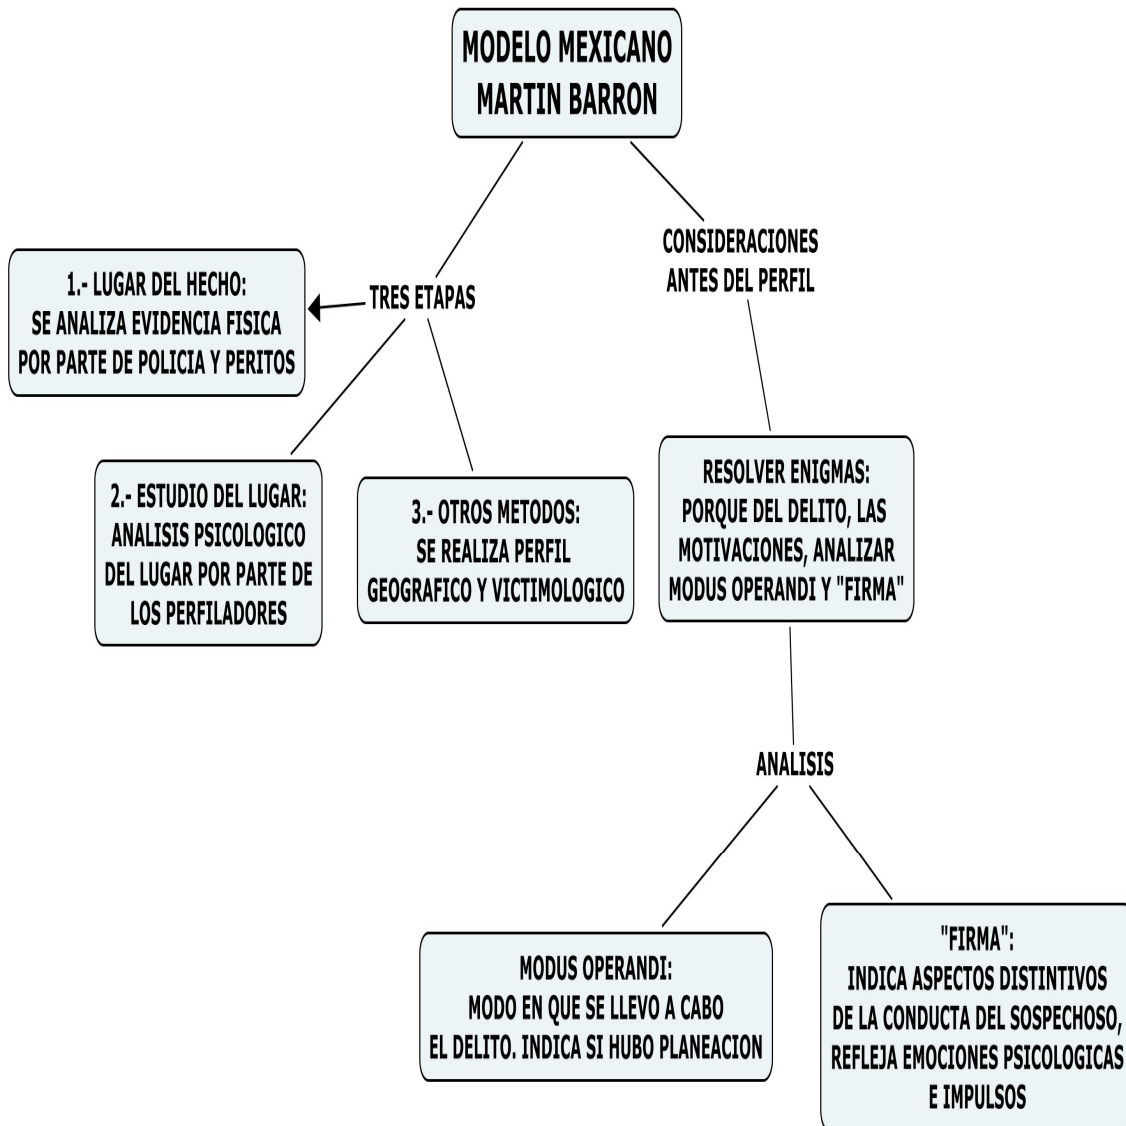 MODELO MEXICANO
MARTIN BARRON
CONSIDERACIONES
ANTES DEL PERFIL
TRES ETAPAS
1.- LUGAR DEL HECHO:
SE ANALIZA EVIDENCIA FISICA
POR PARTE DE POLICIA Y PERITOS
2.- ESTUDIO DEL LUGAR:
ANALISIS PSICOLOGICO
DEL LUGAR POR PARTE DE
LOS PERFILADORES
3.- OTROS METODOS:
SE REALIZA PERFIL
GEOGRAFICO Y VICTIMOLOGICO
RESOLVER ENIGMAS:
PORQUE DEL DELITO, LAS
MOTIVACIONES, ANALIZAR
MODUS OPERANDI Y "FIRMA"
ANALISIS
MODUS OPERANDI:
MODO EN QUE SE LLEVO A CABO
EL DELITO. INDICA SI HUBO PLANEACION
"FIRMA":
INDICA ASPECTOS DISTINTIVOS
DE LA CONDUCTA DEL SOSPECHOSO,
REFLEJA EMOCIONES PSICOLOGICAS
E IMPULSOS